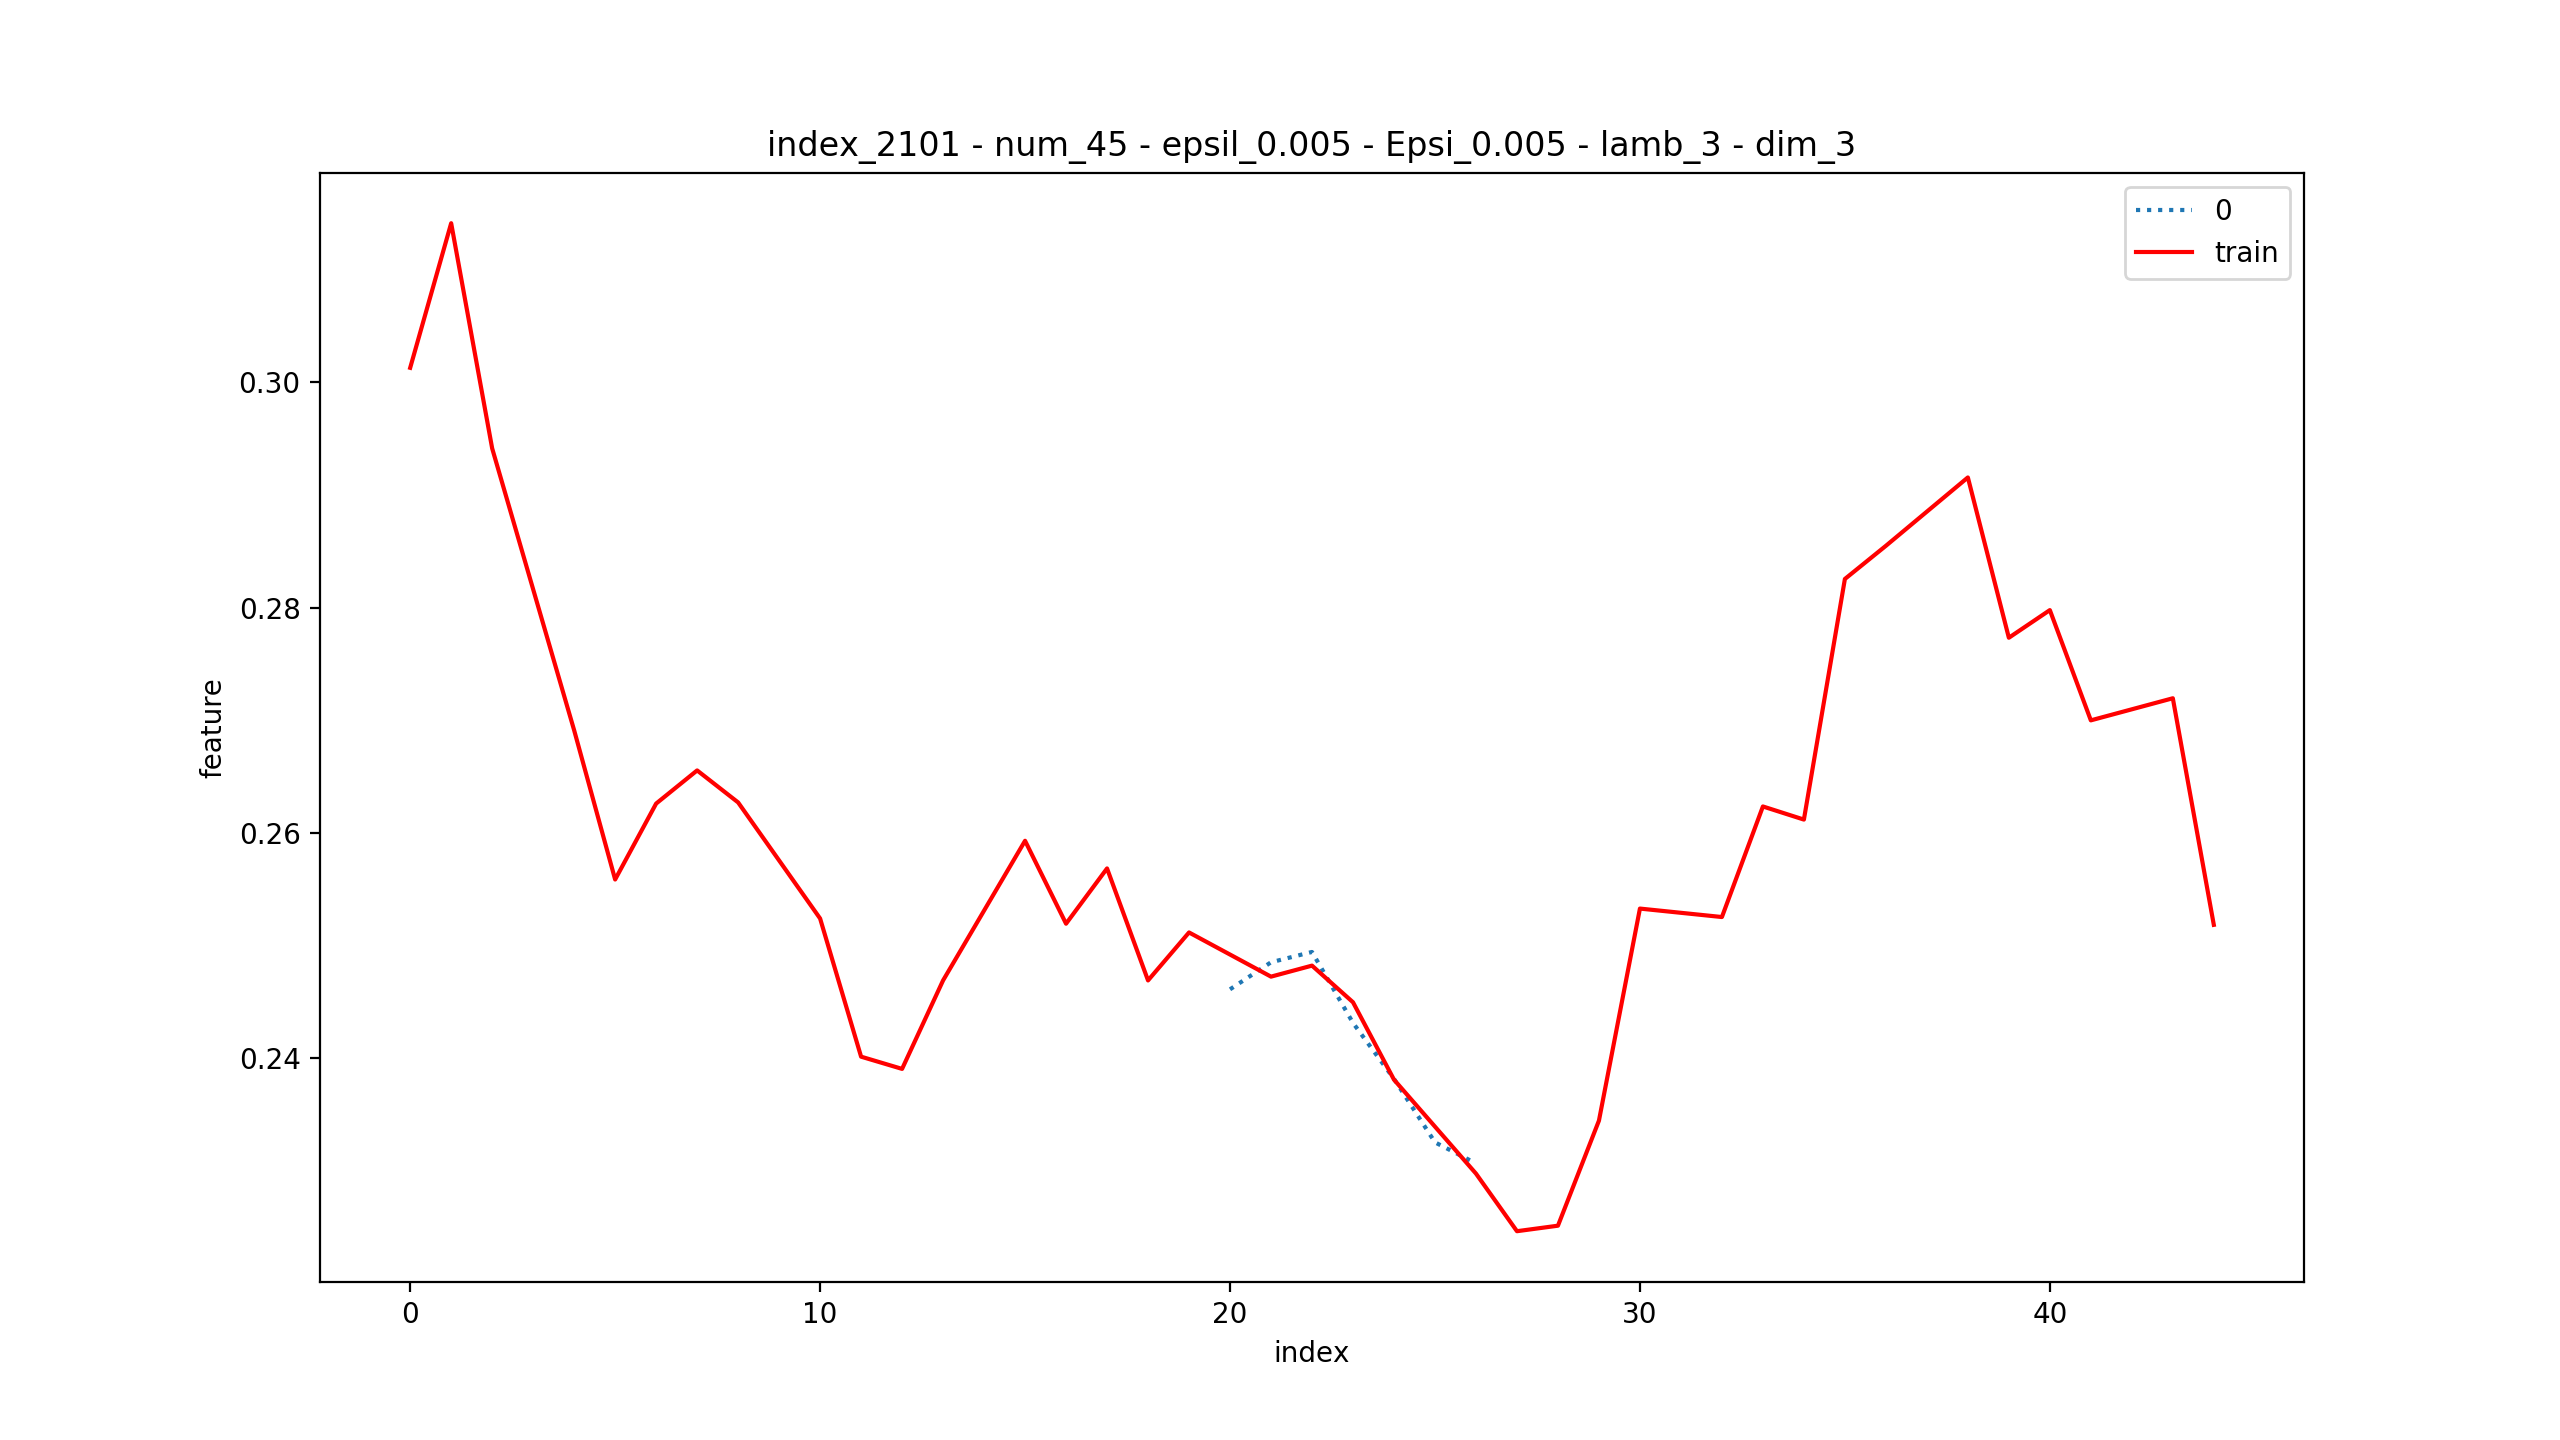 index_2101 - num_45 - epsil_0.005 - Epsi_0.005 - lamb_3 - dim_3
0
train
0.30
0.28
0.26
0.24
feature
0 10 20 30 40
index